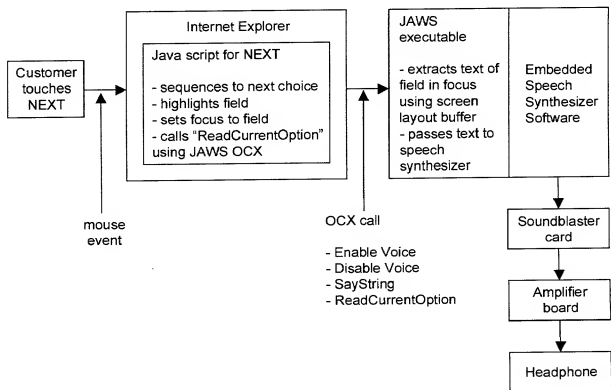 Customer
touches
NEXT
mouse
event
Internet Explorer
Java script for NEXT
- sequences to next choice
- highlights field
- sets focus to field
- calls “ReadCurrentOption”
using JAWS OCX
OCX call
- Enable Voice
- Disable Voice
- SayString
- ReadCurrentOption
JAWS
executable
- extracts text of
field in focus
using screen
layout buffer
- passes text to
speech
synthesizer
Embedded
Speech
Synthesizer
Software
Soundblaster
card
Amplifier
board
Headphone